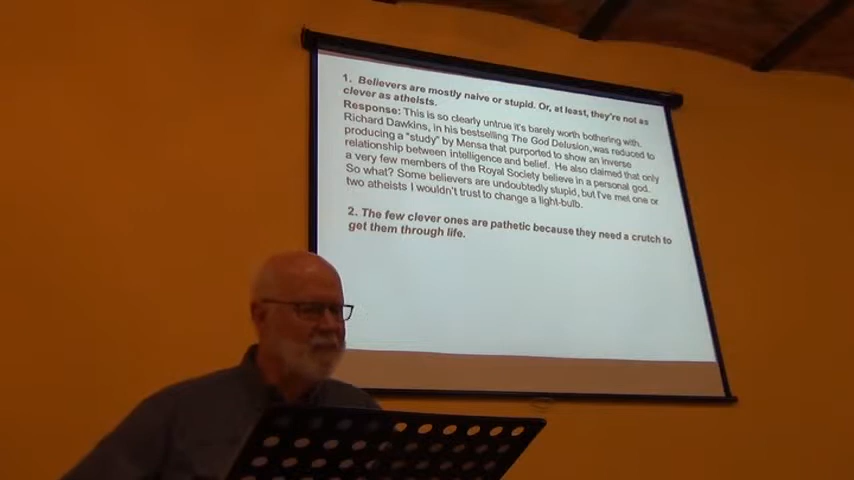 1. Believers are mostly naive or stupid. Or, at least, they're not as
clever as atheists.
Response: This is so clearly untrue it's barely worth bothering with.
Richard Dawkins, in his bestselling The God Delusion, was reduced to
producing a "study" by Mensa that purported to show an inverse
relationship between intelligence and belief. He also claimed that only
a very few members of the Royal Society believe in a personal god.
So what? Some believers are undoubtedly stupid, but I've met one or
two atheists I wouldn't trust to change a light-bulb.
2. The few clever ones are pathetic because they need a crutch to
get them through life.